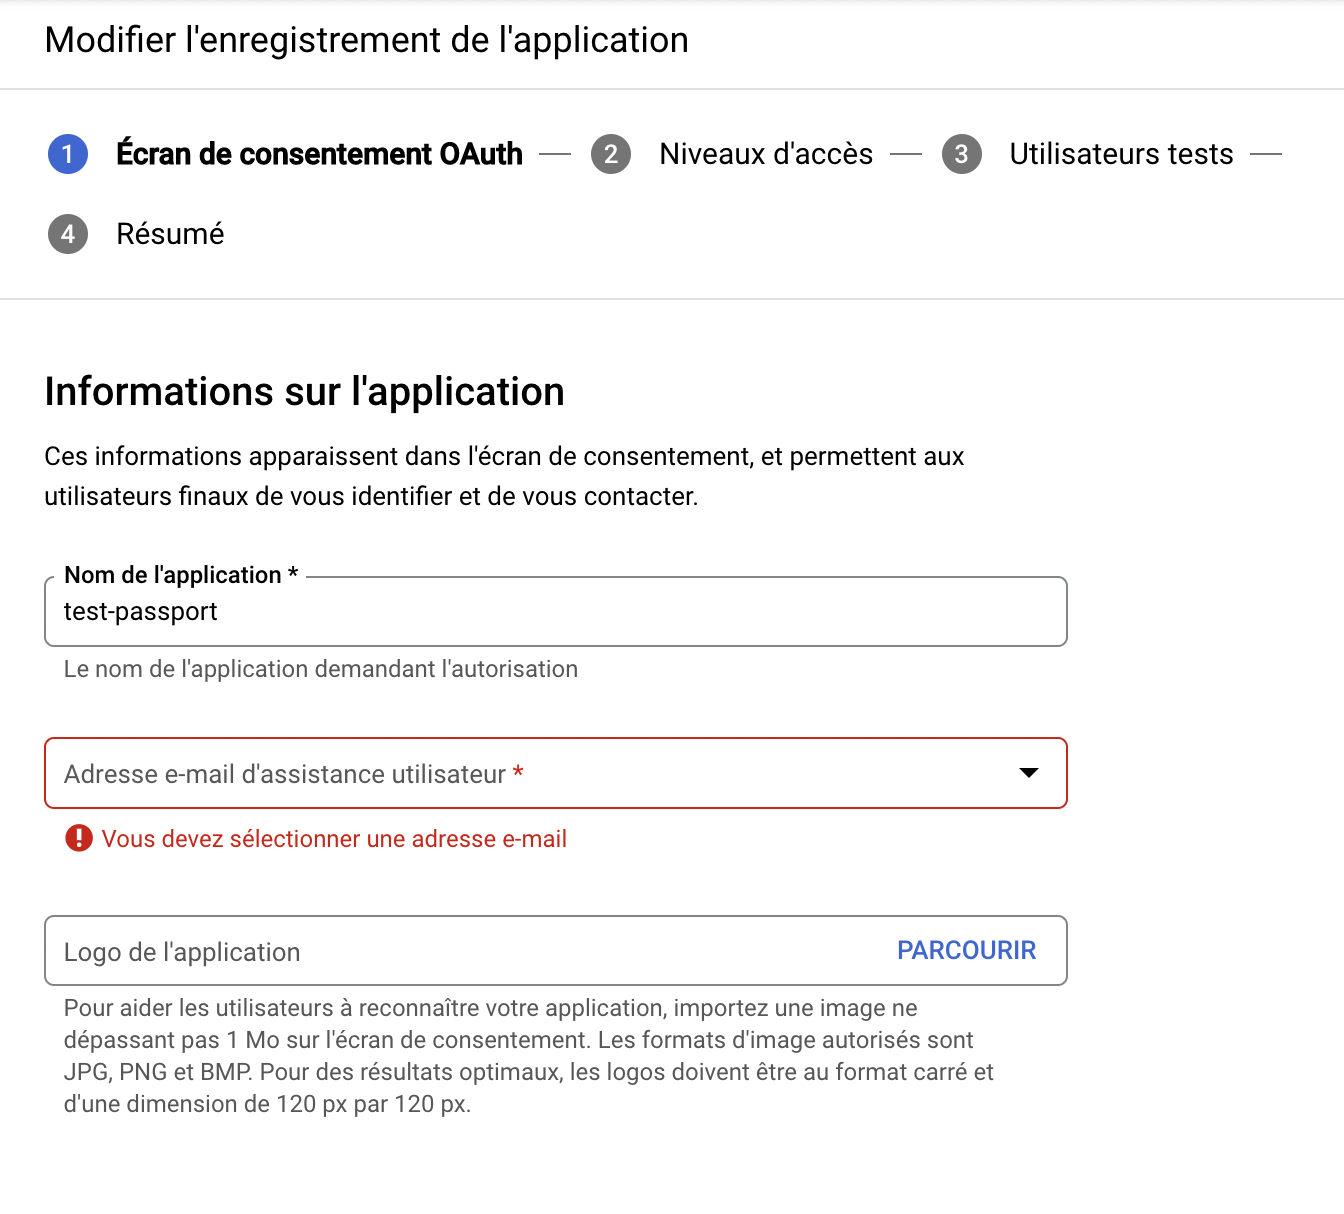 Modifier l'enregistrement de l'application
1 Écran de consentement OAuth — 2 Niveaux d'accès — 3 Utilisateurs tests —
4 Résumé
Informations sur l'application
Ces informations apparaissent dans l'écran de consentement, et permettent aux
utilisateurs finaux de vous identifier et de vous contacter.
Nom de l'application *
test-passport
Le nom de l'application demandant l'autorisation
Adresse e-mail d'assistance utilisateur *
Vous devez sélectionner une adresse e-mail
Logo de l'application PARCOURIR
Pour aider les utilisateurs à reconnaître votre application, importez une image ne
dépassant pas 1 Mo sur l'écran de consentement. Les formats d'image autorisés sont
JPG, PNG et BMP. Pour des résultats optimaux, les logos doivent être au format carré et
d'une dimension de 120 px par 120 px.